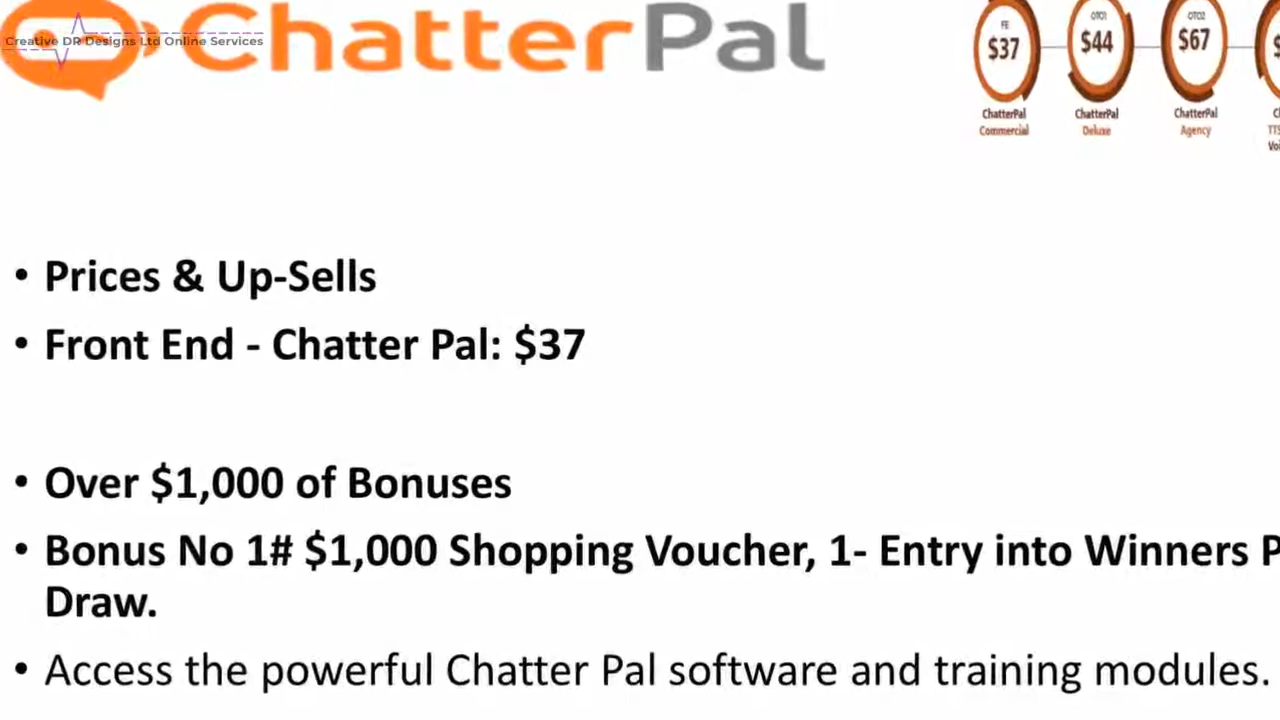 ChatterPal
Creative DR Designs Ltd Online Services
FE
$37
ChatterPal
Commercial
OTO1
$44
ChatterPal
Deluxe
OTO2
$67
ChatterPal
Agency
• Prices & Up-Sells
• Front End - Chatter Pal: $37
• Over $1,000 of Bonuses
• Bonus No 1# $1,000 Shopping Voucher, 1- Entry into Winners
Draw.
• Access the powerful Chatter Pal software and training modules.